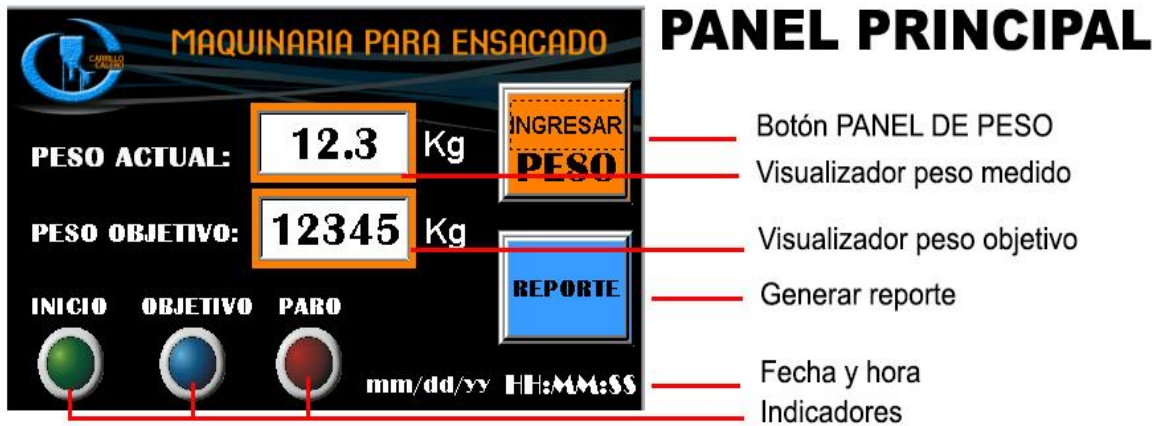 MAQUINARIA PARA ENSACADO
PANEL PRINCIPAL
CARRILLO
CALERO
INGRESAR
PESO
PESO ACTUAL:
12.3
Kg
PESO OBJETIVO:
12345
Kg
REPORTE
INICIO
OBJETIVO
PARO
mm/dd/yy HH:MM:SS
Botón PANEL DE PESO
Visualizador peso medido
Visualizador peso objetivo
Generar reporte
Fecha y hora
Indicadores